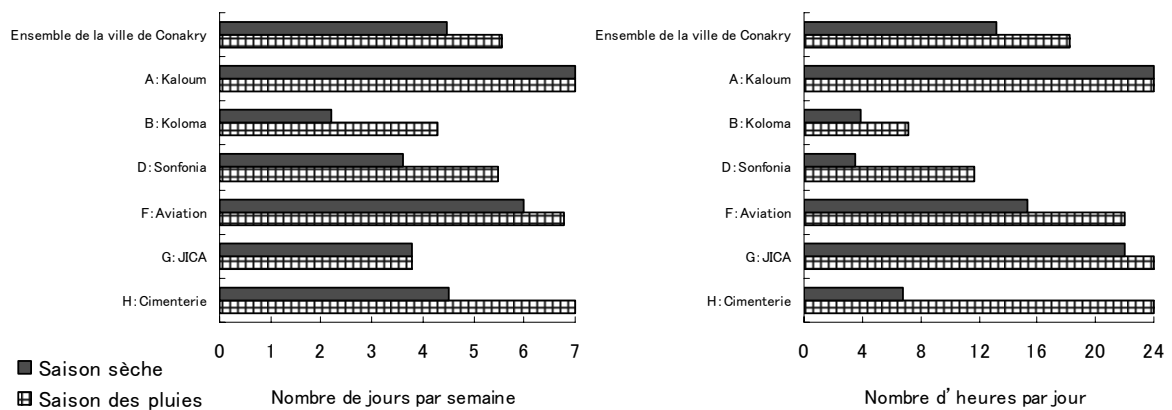 Ensemble de la ville de Conakry
A:Kaloum
B:Koloma
D:Sonfonia
F:Aviation
G:JICA
H:Cimenterie
0 1 2 3 4 5 6 7
Nombre de jours par semaine
Saison sèche
Saison des pluies
Ensemble de la ville de Conakry
A:Kaloum
B:Koloma
D:Sonfonia
F:Aviation
G:JICA
H:Cimenterie
0 4 8 12 16 20 24
Nombre d' heures par jour